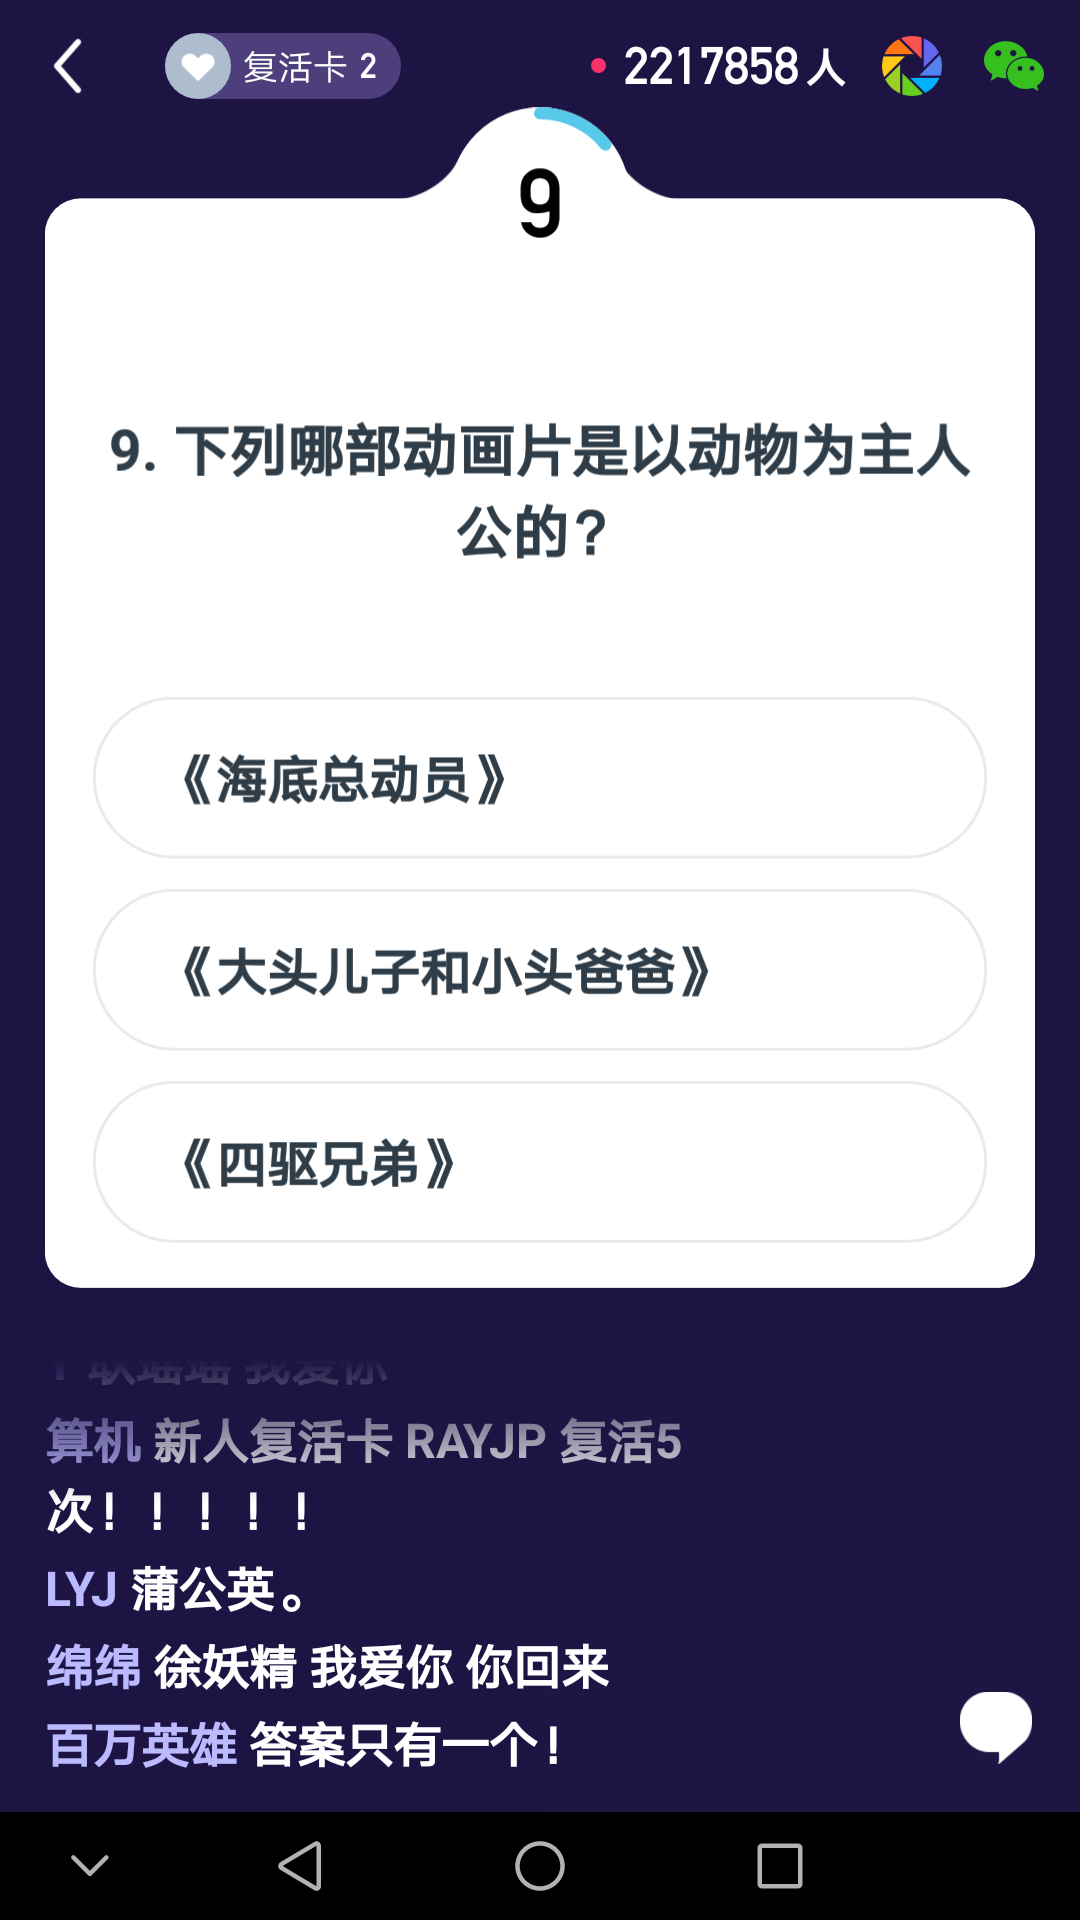 复活卡 2
2217858人
9
9. 下列哪部动画片是以动物为主人
公的？
《海底总动员》
《大头儿子和小头爸爸》
《四驱兄弟》
我爱你
算机 新人复活卡 RAYJP 复活5
次！！！！！
LYJ 蒲公英。
绵绵 徐妖精 我爱你 你回来
百万英雄 答案只有一个！